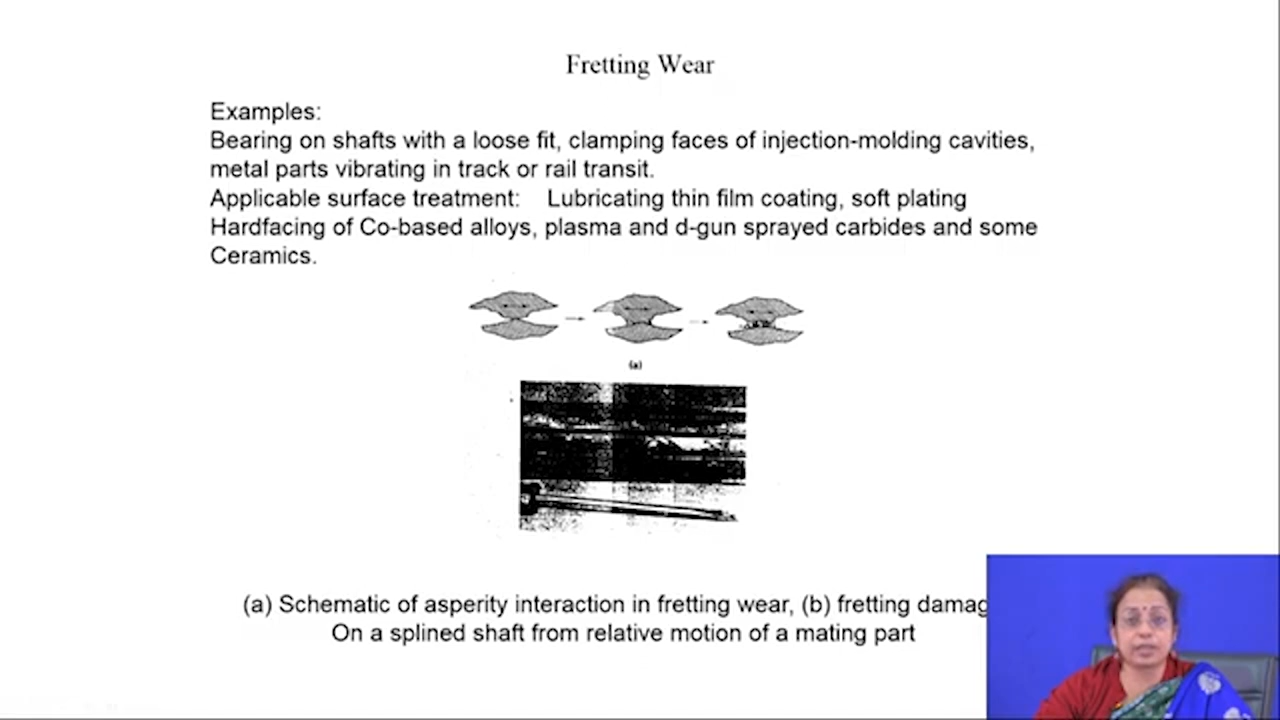 Fretting Wear
Examples:
Bearing on shafts with a loose fit, clamping faces of injection-molding cavities,
metal parts vibrating in track or rail transit.
Applicable surface treatment: Lubricating thin film coating, soft plating
Hardfacing of Co-based alloys, plasma and d-gun sprayed carbides and some
Ceramics.
(a)
(a) Schematic of asperity interaction in fretting wear, (b) fretting damag
On a splined shaft from relative motion of a mating part